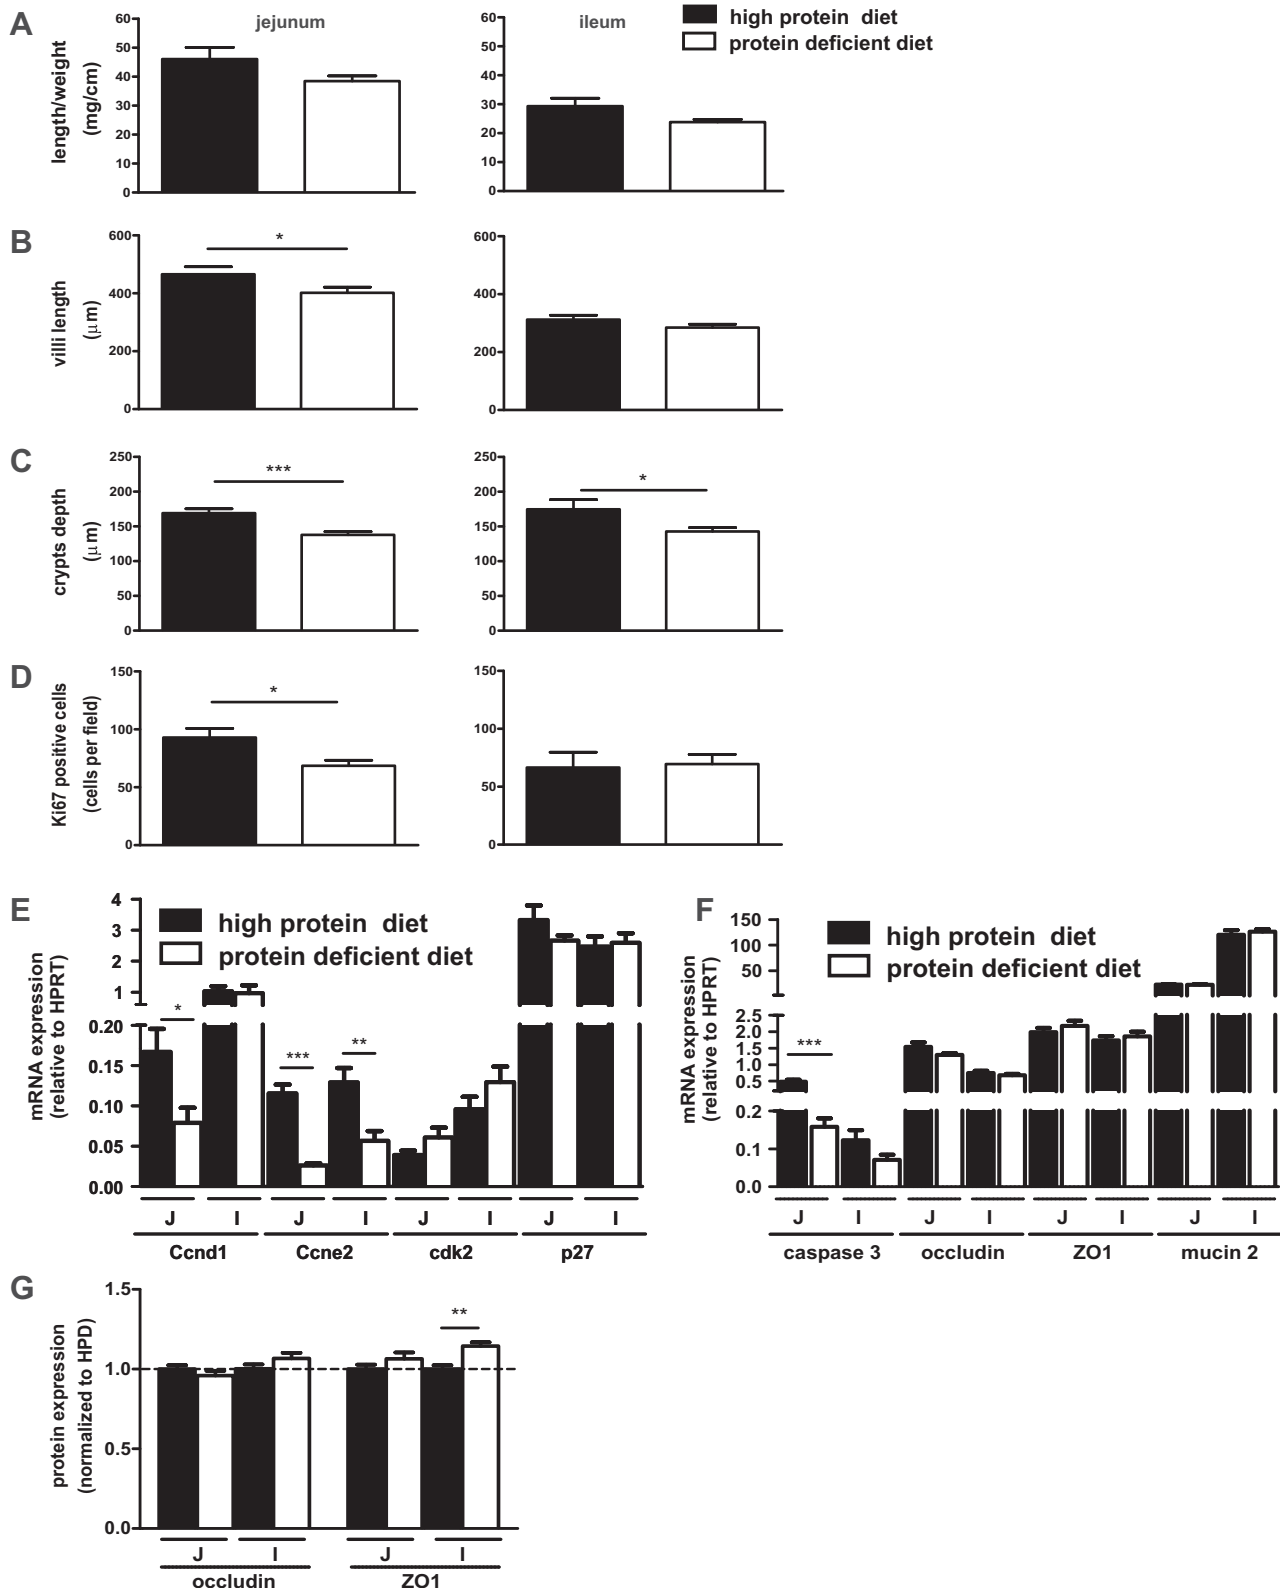 A
jejunum
ileum
high protein diet
protein deficient diet
length/weight
(mg/cm)
60
50
40
30
20
10
0
60
50
40
30
20
10
0
B
villi length
(μm)
600
400
200
0
*
600
400
200
0
C
crypts depth
(μm)
250
200
150
100
50
0
***
250
200
150
100
50
0
*
D
Ki67 positive cells
(cells per field)
150
100
50
0
*
150
100
50
0
E
high protein diet
protein deficient diet
mRNA expression
(relative to HPRT)
4
3
2
1
0.20
0.15
0.10
0.05
0.00
*
***
**
J I J I J I J I
Ccnd1 Ccne2 cdk2 p27
F
high protein diet
protein deficient diet
mRNA expression
(relative to HPRT)
150
100
50
2.5
2.0
1.5
1.0
0.5
0.2
0.1
0.0
***
J I J I J I J I
caspase 3 occludin ZO1 mucin 2
G
protein expression
(normalized to HPD)
1.5
1.0
0.5
0.0
**
J I J I
occludin ZO1